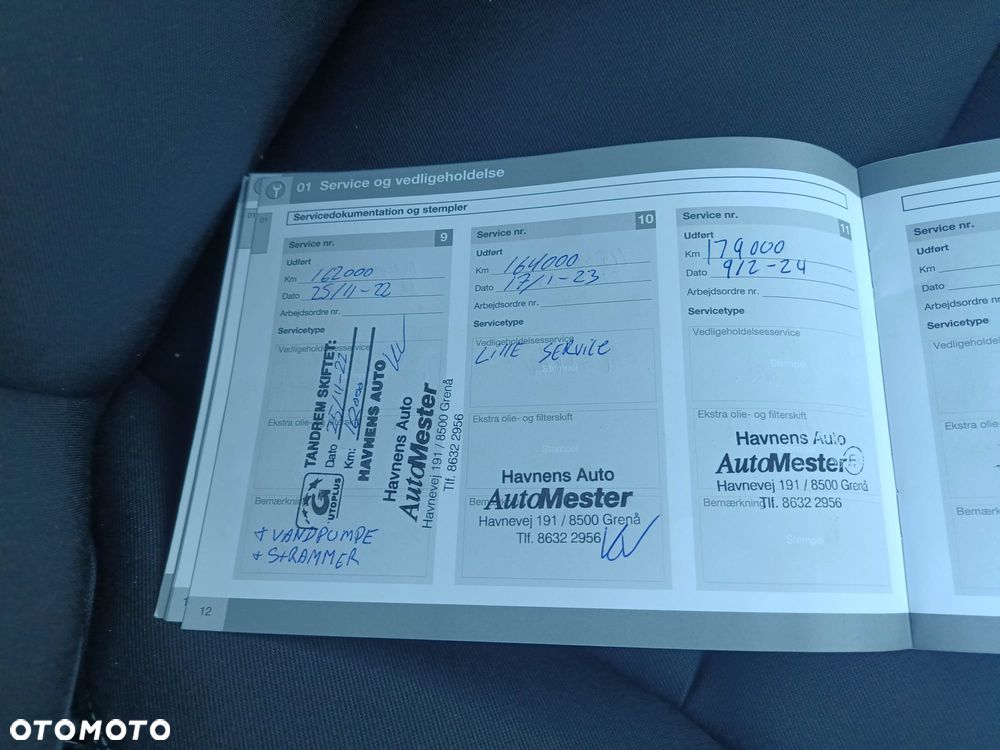 01 Service og vedligeholdelse
01
01
Servicedokumentation og stempler
Service nr. 9
Udført
Km 162000
Dato 25/11-22
Arbejdsordre nr.
Servicetype
Vedligeholdelsesservice
TANDREM SKIFTET:
Dato 25/11-22
Km: 162000
HAVNENS AUTO
AUTOPLUS
Ekstra olie-
Havnens Auto
AutoMester
Havnevej 191 / 8500 Grenå
Tlf. 8632 2956
Bemærkning
+ VANDPUMPE
+ STRAMMER
Service nr. 10
Udført
Km 164000
Dato 17/1-23
Arbejdsordre nr.
Servicetype
Vedligeholdelsesservice
LILLE SERVICE
Stempel
Ekstra olie- og filterskift
Stempel
Havnens Auto
AutoMester
Havnevej 191 / 8500 Grenå
Tlf. 8632 2956
Service nr. 11
Udført
Km 179000
Dato 9/2-24
Arbejdsordre nr.
Servicetype
Vedligeholdelsesservice
Stempel
Ekstra olie- og filterskift
Havnens Auto
AutoMester
Havnevej 191 / 8500 Grenå
Bemærkning Tlf. 8632 2956
Stempel
12
Service nr.
Udført
Km
Dato
Arbejdsordre nr.
Servicetype
OTOMOTO